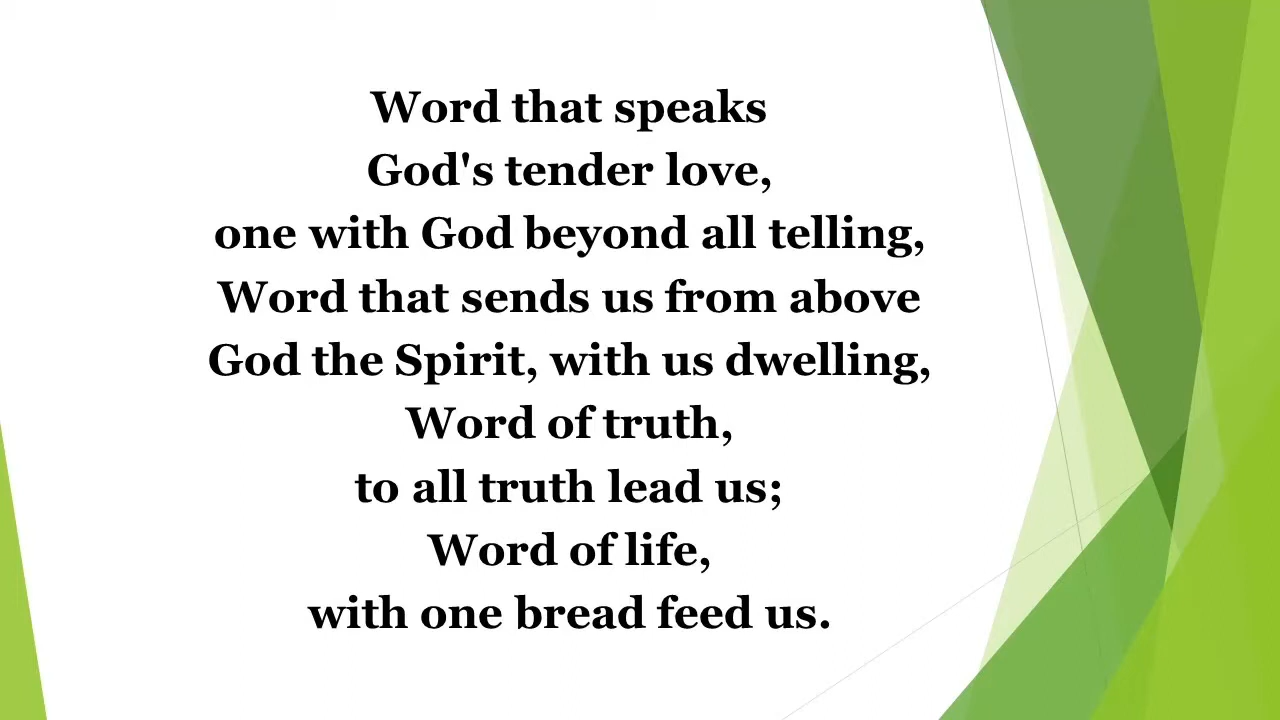 Word that speaks
God's tender love,
one with God beyond all telling,
Word that sends us from above
God the Spirit, with us dwelling,
Word of truth,
to all truth lead us;
Word of life,
with one bread feed us.